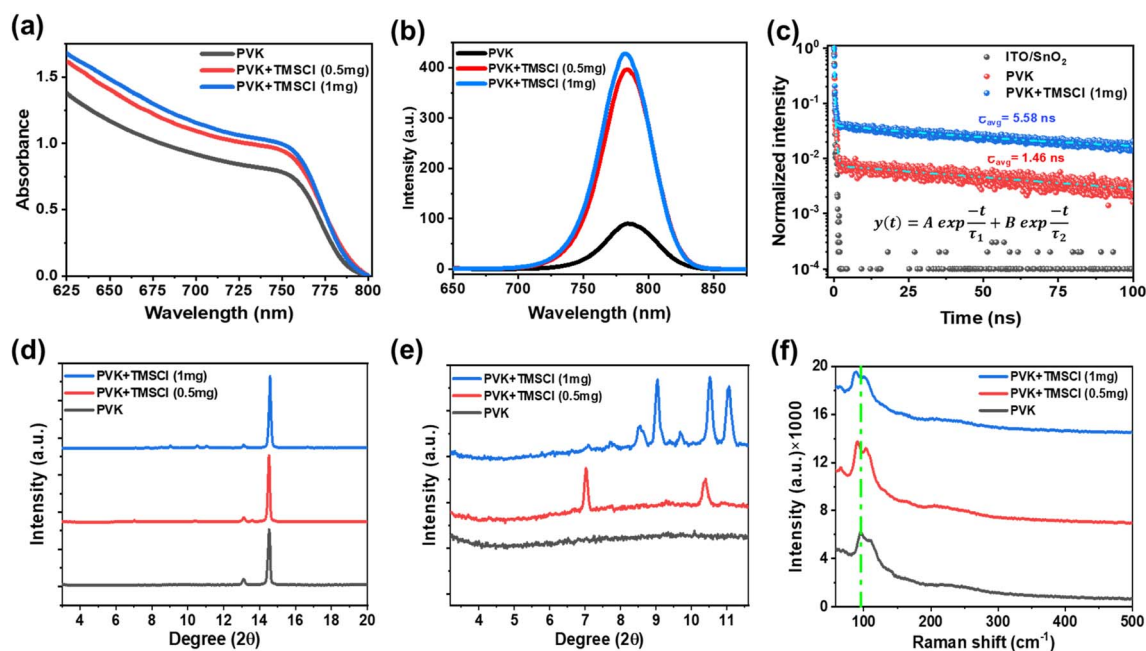 (a)
PVK
PVK+TMSCl (0.5mg)
PVK+TMSCl (1mg)
1.5
1.0
0.5
0.0
Absorbance
625 650 675 700 725 750 775 800
Wavelength (nm)
(b)
PVK
PVK+TMSCl (0.5mg)
PVK+TMSCl (1mg)
400
300
200
100
0
Intensity (a.u.)
650 700 750 800 850
Wavelength (nm)
(c)
10⁰
10⁻¹
10⁻²
10⁻³
10⁻⁴
Normalized intensity
ITO/SnO₂
PVK
PVK+TMSCl (1mg)
τavg= 5.58 ns
τavg= 1.46 ns
y(t) = A exp −t/τ₁ + B exp −t/τ₂
0 25 50 75 100
Time (ns)
(d)
PVK+TMSCl (1mg)
PVK+TMSCl (0.5mg)
PVK
Intensity (a.u.)
4 6 8 10 12 14 16 18 20
Degree (2θ)
(e)
PVK+TMSCl (1mg)
PVK+TMSCl (0.5mg)
PVK
Intensity (a.u.)
4 5 6 7 8 9 10 11
Degree (2θ)
(f)
PVK+TMSCl (1mg)
PVK+TMSCl (0.5mg)
PVK
20
16
12
8
4
0
Intensity (a.u.)×1000
100 200 300 400 500
Raman shift (cm⁻¹)